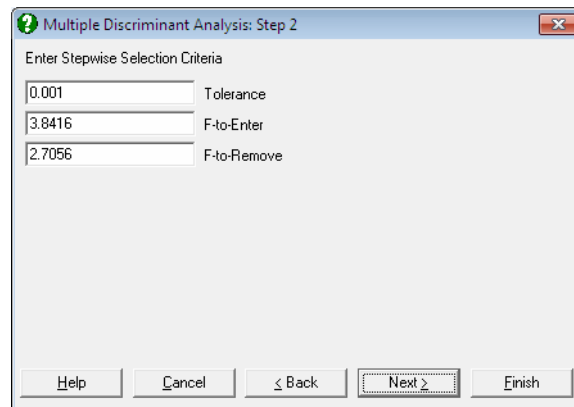 Multiple Discriminant Analysis: Step 2
Enter Stepwise Selection Criteria
0.001 Tolerance
3.8416 F-to-Enter
2.7056 F-to-Remove
Help Cancel < Back Next > Finish